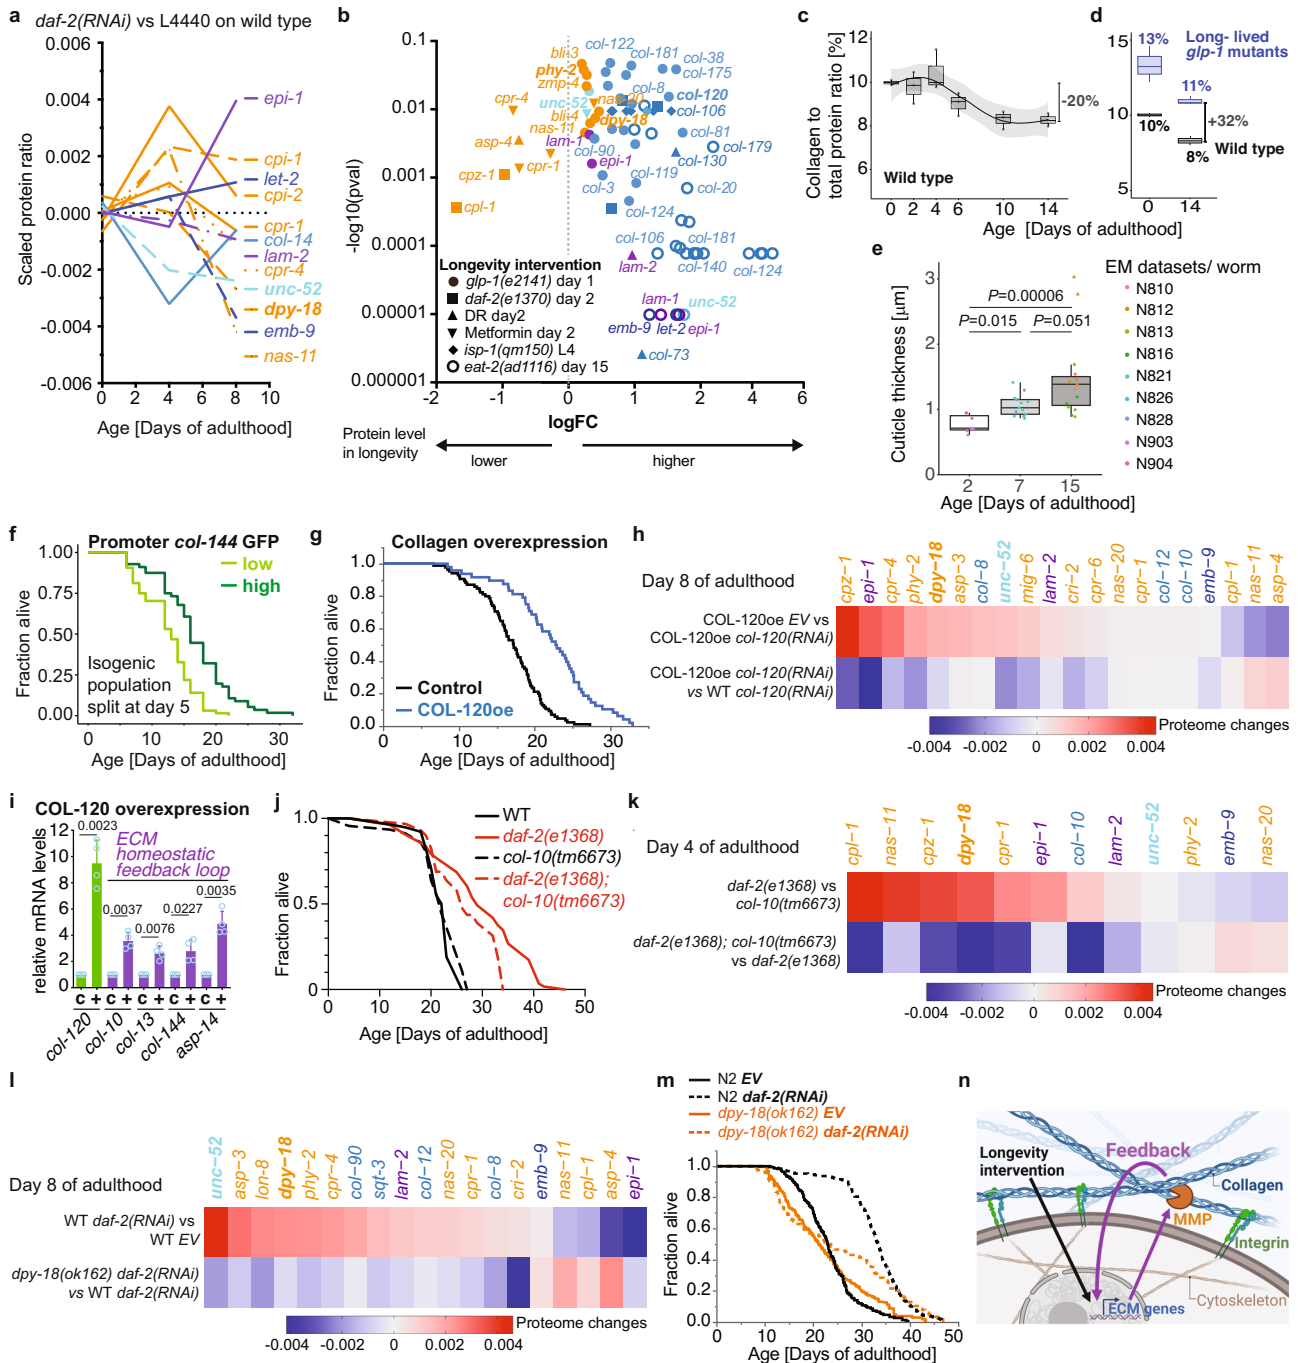 a
daf-2(RNAi) vs L4440 on wild type
0.006
0.004
0.002
0.000
-0.002
-0.004
-0.006
Scaled protein ratio
0 2 4 6 8 10
Age [Days of adulthood]
epi-1
cpi-1
let-2
cpi-2
cpr-1
col-14
lam-2
cpr-4
unc-52
dpy-18
emb-9
nas-11
b
0.1
0.01
0.001
0.0001
0.00001
0.000001
-log10(pval)
col-122
bli-3
col-181
col-38
phy-2
col-175
zmp-4
col-8
cpr-4
unc-52
nas-20
col-120
bli-4
dpy-18
col-106
nas-11
asp-4
lam-1
col-81
col-90
col-179
cpr-1
epi-1
col-130
cpz-1
col-3
col-119
col-20
cpl-1
col-124
col-106
col-181
lam-2
col-140
col-124
lam-1
unc-52
emb-9
let-2
epi-1
col-73
Longevity intervention
glp-1(e2141) day 1
daf-2(e1370) day 2
DR day2
Metformin day 2
isp-1(qm150) L4
eat-2(ad1116) day 15
-2 -1 0 1 2 4 6
logFC
Protein level
in longevity
lower
higher
c
Collagen to
total protein ratio [%]
12
10
8
6
-20%
Wild type
0 2 4 6 10 14
Age [Days of adulthood]
d
Long- lived
glp-1 mutants
13%
11%
+32%
10%
Wild type
8%
15
10
5
0 14
e
EM datasets/ worm
N810
N812
N813
N816
N821
N826
N828
N903
N904
Cuticle thickness [µm]
3
2
1
0
P=0.00006
P=0.015
P=0.051
2 7 15
Age [Days of adulthood]
f
Promoter col-144 GFP
low
high
Fraction alive
1.00
0.75
0.50
0.25
0.00
Isogenic
population
split at day 5
0 10 20 30
Age [Days of adulthood]
g
Collagen overexpression
Fraction alive
1.0
0.8
0.6
0.4
0.2
0.0
Control
COL-120oe
0 10 20 30
Age [Days of adulthood]
h
Day 8 of adulthood
cpz−1
epi−1
cpr−4
phy−2
dpy−18
asp−3
col−8
unc−52
mig−6
lam−2
cri−2
cpr−6
nas−20
cpr−1
col−12
col−10
emb−9
cpl−1
nas−11
asp−4
COL-120oe EV vs
COL-120oe col-120(RNAi)
COL-120oe col-120(RNAi)
vs WT col-120(RNAi)
Proteome changes
-0.004 -0.002 0 0.002 0.004
i
COL-120 overexpression
relative mRNA levels
12
10
8
6
4
2
0
0.0023
0.0037
0.0076
0.0227
0.0035
ECM
homeostatic
feedback loop
c + c + c + c + c +
col-120
col-10
col-13
col-144
asp-14
j
WT
daf-2(e1368)
col-10(tm6673)
daf-2(e1368);
col-10(tm6673)
Fraction alive
1.0
0.8
0.6
0.4
0.2
0
0 10 20 30 40 50
Age [Days of adulthood]
k
Day 4 of adulthood
cpl−1
nas−11
cpz−1
dpy−18
cpr−1
epi−1
col−10
lam−2
unc−52
phy−2
emb−9
nas−20
daf-2(e1368) vs
col-10(tm6673)
daf-2(e1368); col-10(tm6673)
vs daf-2(e1368)
Proteome changes
-0.004 -0.002 0 0.002 0.004
l
Day 8 of adulthood
unc−52
asp−3
lon−8
dpy−18
phy−2
cpr−4
col−90
sqt−3
lam−2
col−12
nas−20
cpr−1
col−8
cri−2
emb−9
nas−11
cpl−1
asp−4
epi−1
WT daf-2(RNAi) vs
WT EV
dpy-18(ok162) daf-2(RNAi)
vs WT daf-2(RNAi)
Proteome changes
-0.004 -0.002 0 0.002 0.004
m
N2 EV
N2 daf-2(RNAi)
dpy-18(ok162) EV
dpy-18(ok162) daf-2(RNAi)
Fraction alive
1.0
0.8
0.6
0.4
0.2
0.0
0 10 20 30 40 50
Age [Days of adulthood]
n
Longevity
intervention
Feedback
Collagen
MMP
Integrin
Cytoskeleton
ECM genes